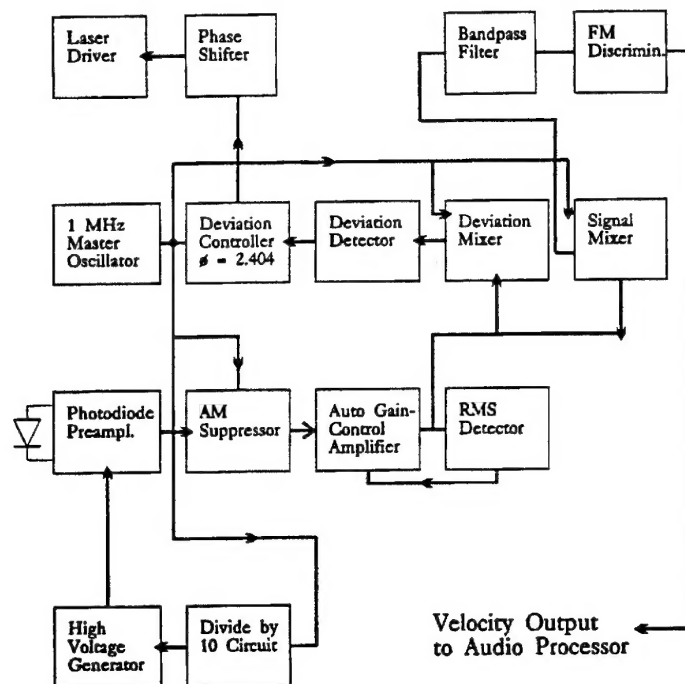 Laser
Driver
Phase
Shifter
Bandpass
Filter
FM
Discrimin.
1 MHz
Master
Oscillator
Deviation
Controller
ø = 2.404
Deviation
Detector
Deviation
Mixer
Signal
Mixer
Photodiode
Preampl.
AM
Suppressor
Auto Gain-
Control
Amplifier
RMS
Detector
High
Voltage
Generator
Divide by
10 Circuit
Velocity Output
to Audio Processor